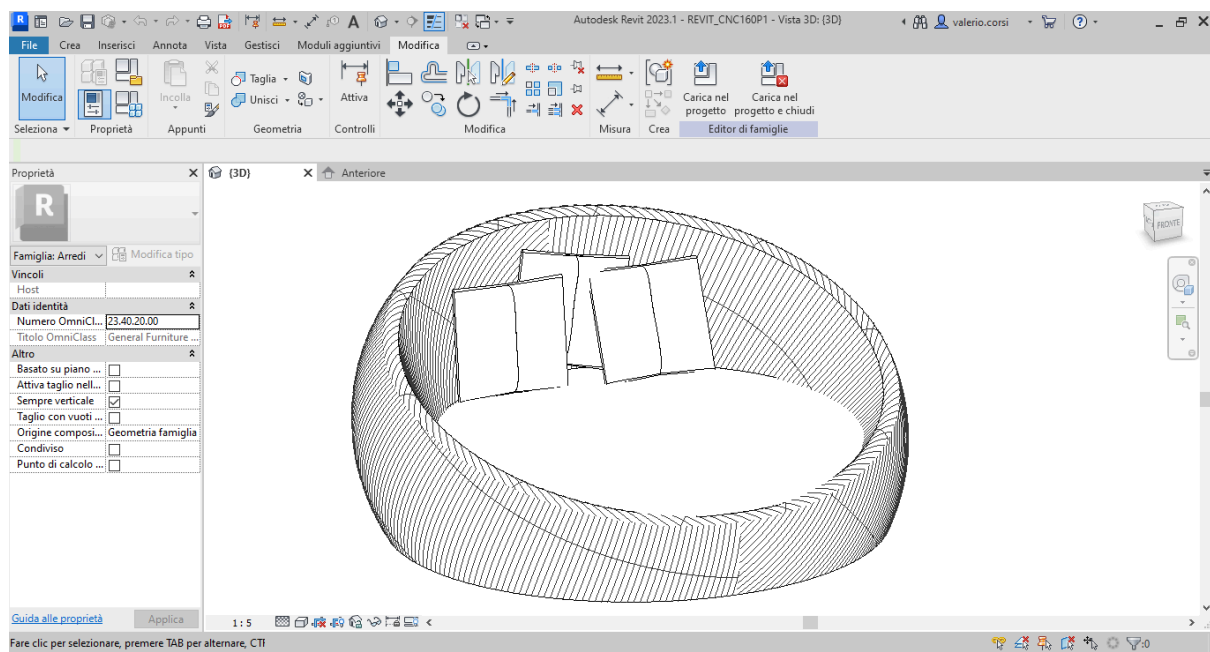 Autodesk Revit 2023.1 - REVIT_CNC160P1 - Vista 3D: {3D}
valerio.corsi
File Crea Inserisci Annota Vista Gestisci Moduli aggiuntivi Modifica
Modifica
Incolla
Taglia
Unisci
Attiva
Carica nel progetto
Carica nel progetto e chiudi
Seleziona Proprietà Appunti Geometria Controlli Modifica Misura Crea Editor di famiglie
Proprietà
{3D}
Anteriore
R
Famiglia: Arredi
Modifica tipo
Vincoli
Host
Dati identità
Numero OmniCl... 23.40.20.00
Titolo OmniClass General Furniture ...
Altro
Basato su piano ...
Attiva taglio nell...
Sempre verticale
Taglio con vuoti ...
Origine composi... Geometria famiglia
Condiviso
Punto di calcolo ...
FRONTE
Guida alle proprietà
Applica
1 : 5
Fare clic per selezionare, premere TAB per alternare, CTI
:0